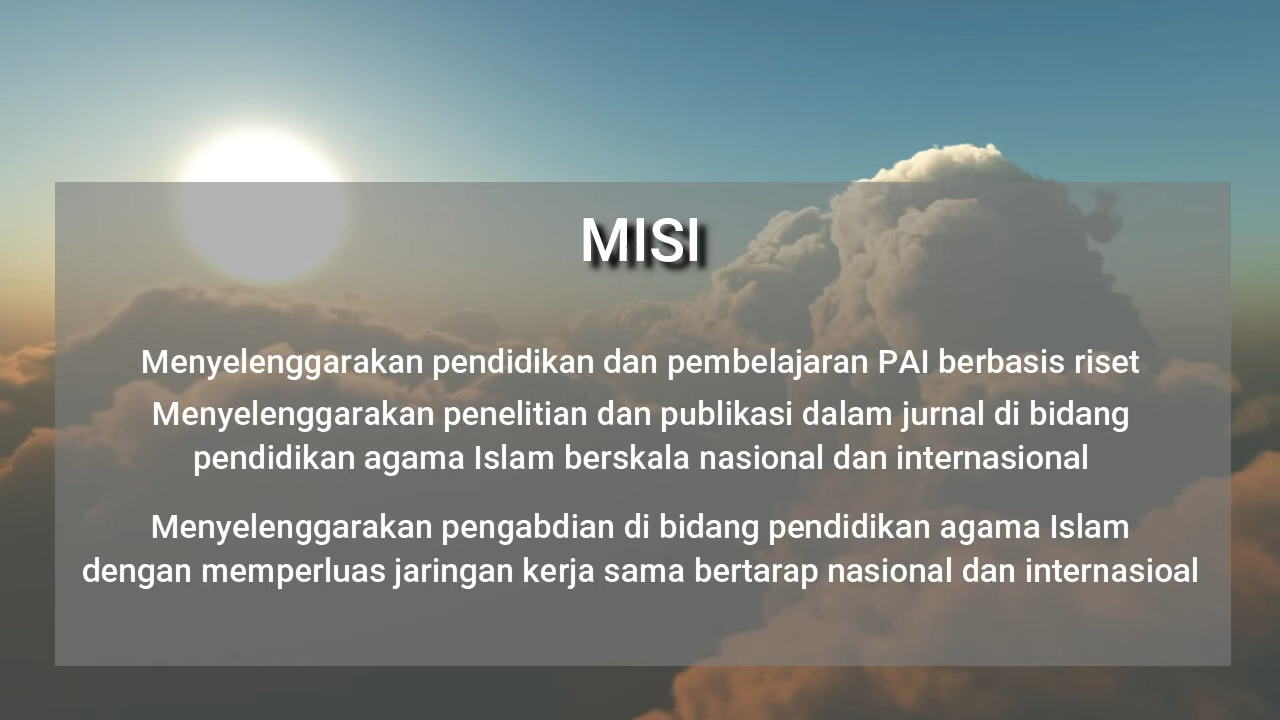 MISI
Menyelenggarakan pendidikan dan pembelajaran PAI berbasis riset
Menyelenggarakan penelitian dan publikasi dalam jurnal di bidang
pendidikan agama Islam berskala nasional dan internasional
Menyelenggarakan pengabdian di bidang pendidikan agama Islam
dengan memperluas jaringan kerja sama bertarap nasional dan internasioal